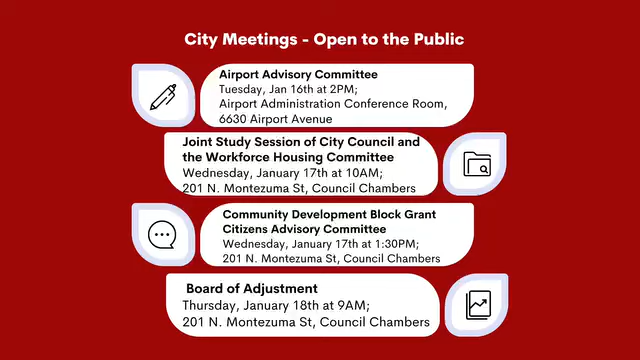 City Meetings - Open to the Public
Airport Advisory Committee
Tuesday, Jan 16th at 2PM;
Airport Administration Conference Room,
6630 Airport Avenue
Joint Study Session of City Council and
the Workforce Housing Committee
Wednesday, January 17th at 10AM;
201 N. Montezuma St, Council Chambers
Community Development Block Grant
Citizens Advisory Committee
Wednesday, January 17th at 1:30PM;
201 N. Montezuma St, Council Chambers
Board of Adjustment
Thursday, January 18th at 9AM;
201 N. Montezuma St, Council Chambers